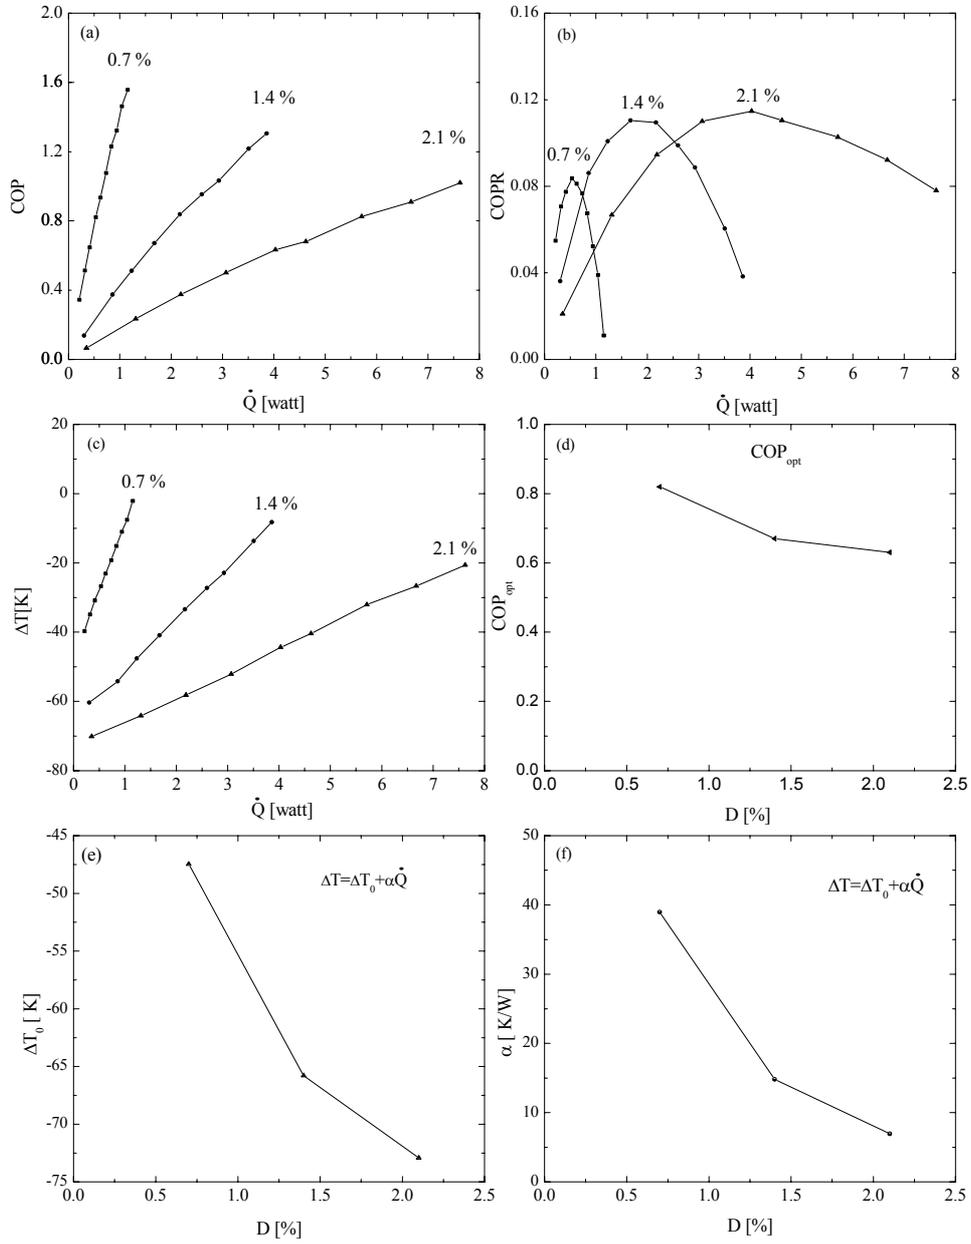 (a)
2.0
1.6
1.2
0.8
0.4
0.0
COP
0.7 %
1.4 %
2.1 %
0 1 2 3 4 5 6 7 8
Q̇ [watt]
(b)
0.16
0.12
0.08
0.04
0.00
COPR
0.7 %
1.4 %
2.1 %
0 1 2 3 4 5 6 7 8
Q̇ [watt]
(c)
20
0
-20
-40
-60
-80
ΔT[K]
0.7 %
1.4 %
2.1 %
0 1 2 3 4 5 6 7 8
Q̇ [watt]
(d)
COPopt
1.0
0.8
0.6
0.4
0.2
0.0
COPopt
0.0 0.5 1.0 1.5 2.0 2.5
D [%]
(e)
ΔT=ΔT₀+αQ̇
-45
-50
-55
-60
-65
-70
-75
ΔT₀ [ K]
0.0 0.5 1.0 1.5 2.0 2.5
D [%]
(f)
ΔT=ΔT₀+αQ̇
50
40
30
20
10
0
α [ K/W]
0.0 0.5 1.0 1.5 2.0 2.5
D [%]